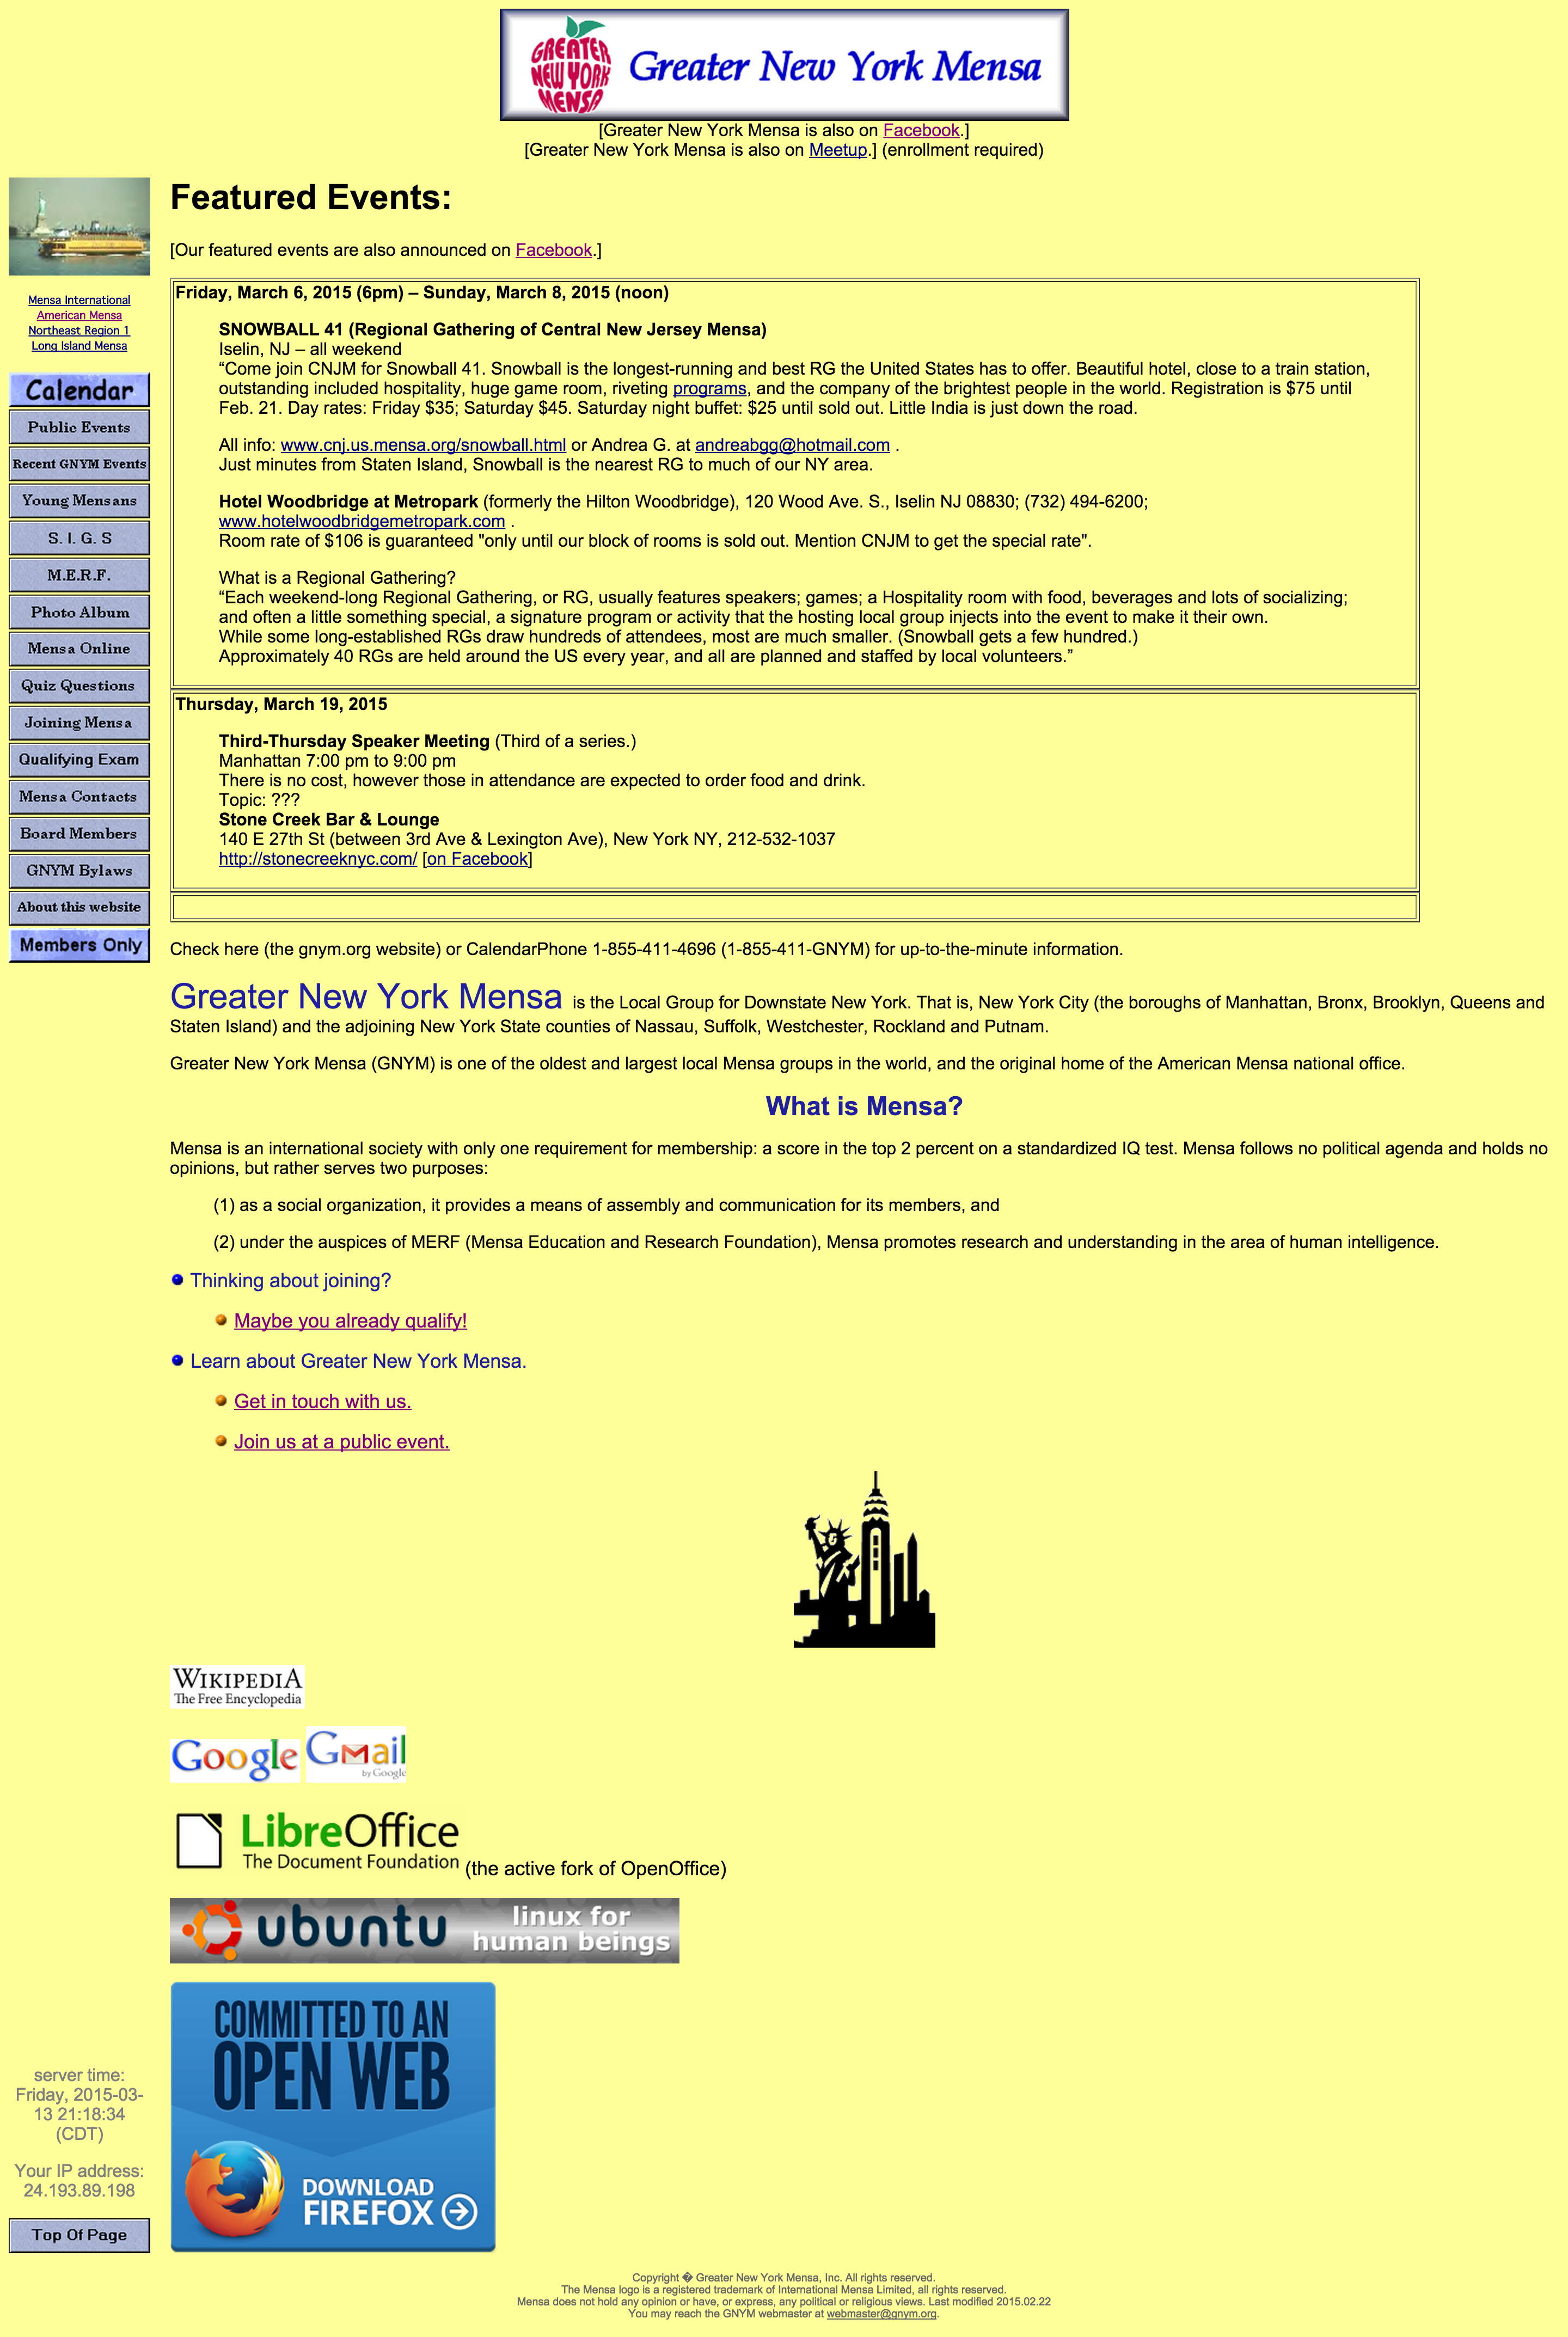 GREATER
NEW YORK
MENSA
Greater New York Mensa
[Greater New York Mensa is also on Facebook.]
[Greater New York Mensa is also on Meetup.] (enrollment required)
Mensa International
American Mensa
Northeast Region 1
Long Island Mensa
Calendar
Public Events
Recent GNYM Events
Young Mensans
S. I. G. S
M.E.R.F.
Photo Album
Mensa Online
Quiz Questions
Joining Mensa
Qualifying Exam
Mensa Contacts
Board Members
GNYM Bylaws
About this website
Members Only
Featured Events:
[Our featured events are also announced on Facebook.]
Friday, March 6, 2015 (6pm) – Sunday, March 8, 2015 (noon)
SNOWBALL 41 (Regional Gathering of Central New Jersey Mensa)
Iselin, NJ – all weekend
“Come join CNJM for Snowball 41. Snowball is the longest-running and best RG the United States has to offer. Beautiful hotel, close to a train station,
outstanding included hospitality, huge game room, riveting programs, and the company of the brightest people in the world. Registration is $75 until
Feb. 21. Day rates: Friday $35; Saturday $45. Saturday night buffet: $25 until sold out. Little India is just down the road.
All info: www.cnj.us.mensa.org/snowball.html or Andrea G. at andreabgg@hotmail.com .
Just minutes from Staten Island, Snowball is the nearest RG to much of our NY area.
Hotel Woodbridge at Metropark (formerly the Hilton Woodbridge), 120 Wood Ave. S., Iselin NJ 08830; (732) 494-6200;
www.hotelwoodbridgemetropark.com .
Room rate of $106 is guaranteed "only until our block of rooms is sold out. Mention CNJM to get the special rate".
What is a Regional Gathering?
“Each weekend-long Regional Gathering, or RG, usually features speakers; games; a Hospitality room with food, beverages and lots of socializing;
and often a little something special, a signature program or activity that the hosting local group injects into the event to make it their own.
While some long-established RGs draw hundreds of attendees, most are much smaller. (Snowball gets a few hundred.)
Approximately 40 RGs are held around the US every year, and all are planned and staffed by local volunteers.”
Thursday, March 19, 2015
Third-Thursday Speaker Meeting (Third of a series.)
Manhattan 7:00 pm to 9:00 pm
There is no cost, however those in attendance are expected to order food and drink.
Topic: ???
Stone Creek Bar & Lounge
140 E 27th St (between 3rd Ave & Lexington Ave), New York NY, 212-532-1037
http://stonecreeknyc.com/ [on Facebook]
Check here (the gnym.org website) or CalendarPhone 1-855-411-4696 (1-855-411-GNYM) for up-to-the-minute information.
Greater New York Mensa is the Local Group for Downstate New York. That is, New York City (the boroughs of Manhattan, Bronx, Brooklyn, Queens and
Staten Island) and the adjoining New York State counties of Nassau, Suffolk, Westchester, Rockland and Putnam.
Greater New York Mensa (GNYM) is one of the oldest and largest local Mensa groups in the world, and the original home of the American Mensa national office.
What is Mensa?
Mensa is an international society with only one requirement for membership: a score in the top 2 percent on a standardized IQ test. Mensa follows no political agenda and holds no
opinions, but rather serves two purposes:
(1) as a social organization, it provides a means of assembly and communication for its members, and
(2) under the auspices of MERF (Mensa Education and Research Foundation), Mensa promotes research and understanding in the area of human intelligence.
Thinking about joining?
Maybe you already qualify!
Learn about Greater New York Mensa.
Get in touch with us.
Join us at a public event.
WIKIPEDIA
The Free Encyclopedia
Google Gmail
by Google
LibreOffice
The Document Foundation (the active fork of OpenOffice)
ubuntu linux for
human beings
COMMITTED TO AN
OPEN WEB
DOWNLOAD
FIREFOX
server time:
Friday, 2015-03-
13 21:18:34
(CDT)
Your IP address:
24.193.89.198
Top Of Page
Copyright � Greater New York Mensa, Inc. All rights reserved.
The Mensa logo is a registered trademark of International Mensa Limited, all rights reserved.
Mensa does not hold any opinion or have, or express, any political or religious views. Last modified 2015.02.22
You may reach the GNYM webmaster at webmaster@gnym.org.